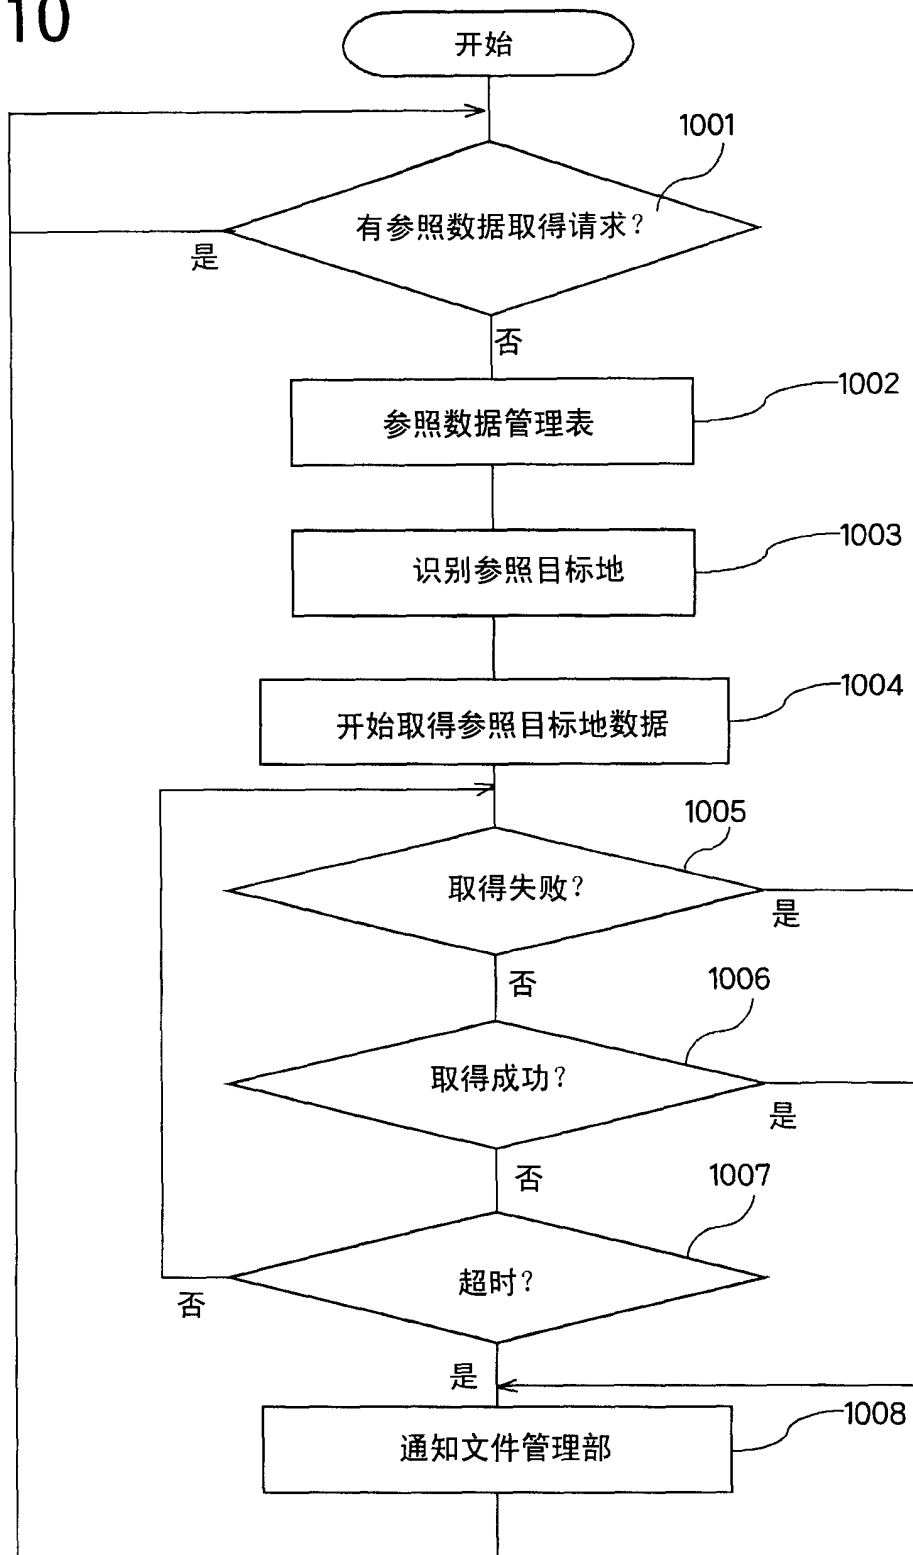 10
开始
1001
有参照数据取得请求？
是
否
1002
参照数据管理表
1003
识别参照目标地
1004
开始取得参照目标地数据
1005
取得失败？
是
否
1006
取得成功？
是
否
1007
超时？
否
是
1008
通知文件管理部